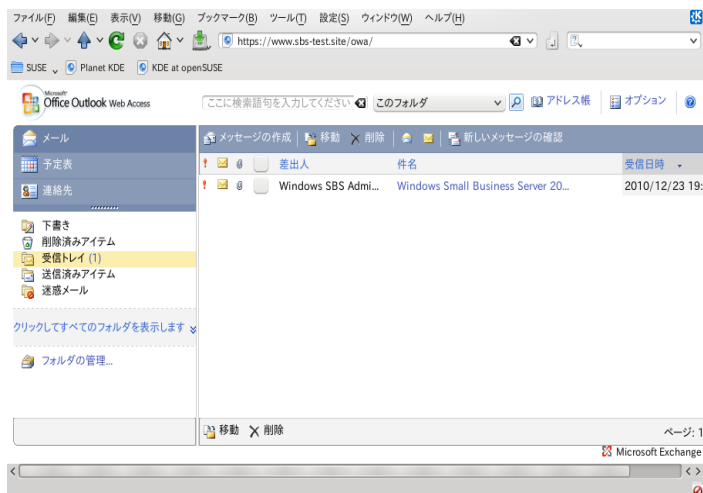 ファイル(F) 編集(E) 表示(V) 移動(G) ブックマーク(B) ツール(T) 設定(S) ウィンドウ(W) ヘルプ(H)
https://www.sbs-test.site/owa/
SUSE Planet KDE KDE at openSUSE
Microsoft
Office Outlook Web Access ここに検索語句を入力してください このフォルダ アドレス帳 オプション
メール メッセージの作成 移動 削除 新しいメッセージの確認
予定表 差出人 件名 受信日時
連絡先 Windows SBS Admi... Windows Small Business Server 20... 2010/12/23 19:
下書き
削除済みアイテム
受信トレイ (1)
送信済みアイテム
迷惑メール
クリックしてすべてのフォルダを表示します
フォルダの管理...
移動 削除 ページ: 1
Microsoft Exchange